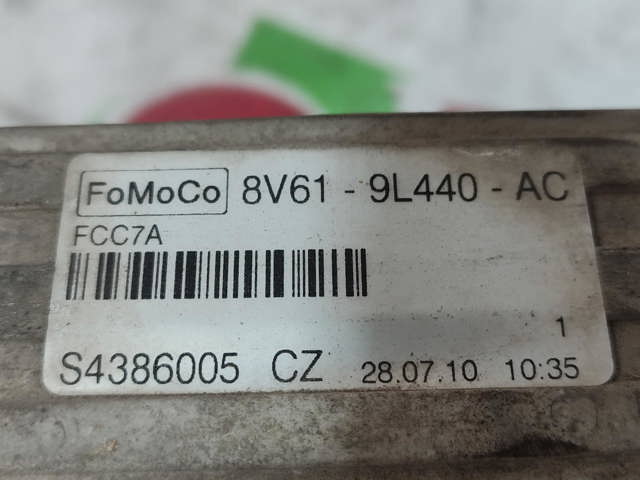 FoMoCo 8V61 - 9L440 - AC
FCC7A
1
S4386005 CZ 28.07.10 10:35